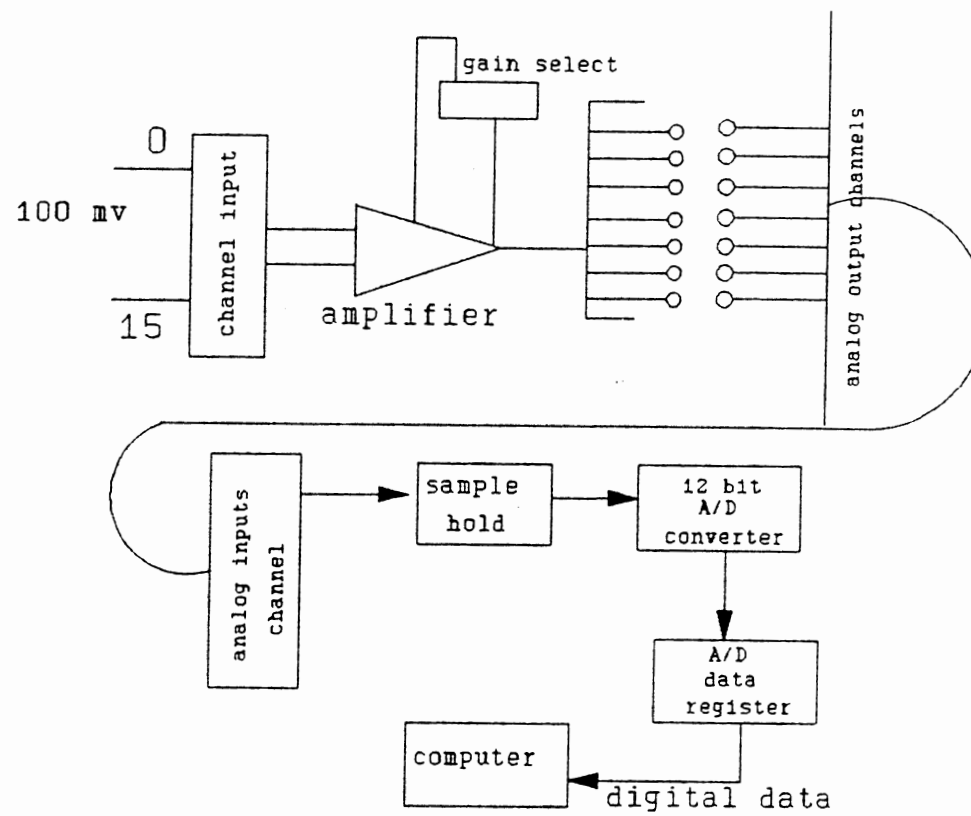 gain select
0
channel input
100 mv
15
amplifier
analog output channels
analog inputs
channel
sample
hold
12 bit
A/D
converter
A/D
data
register
computer
digital data